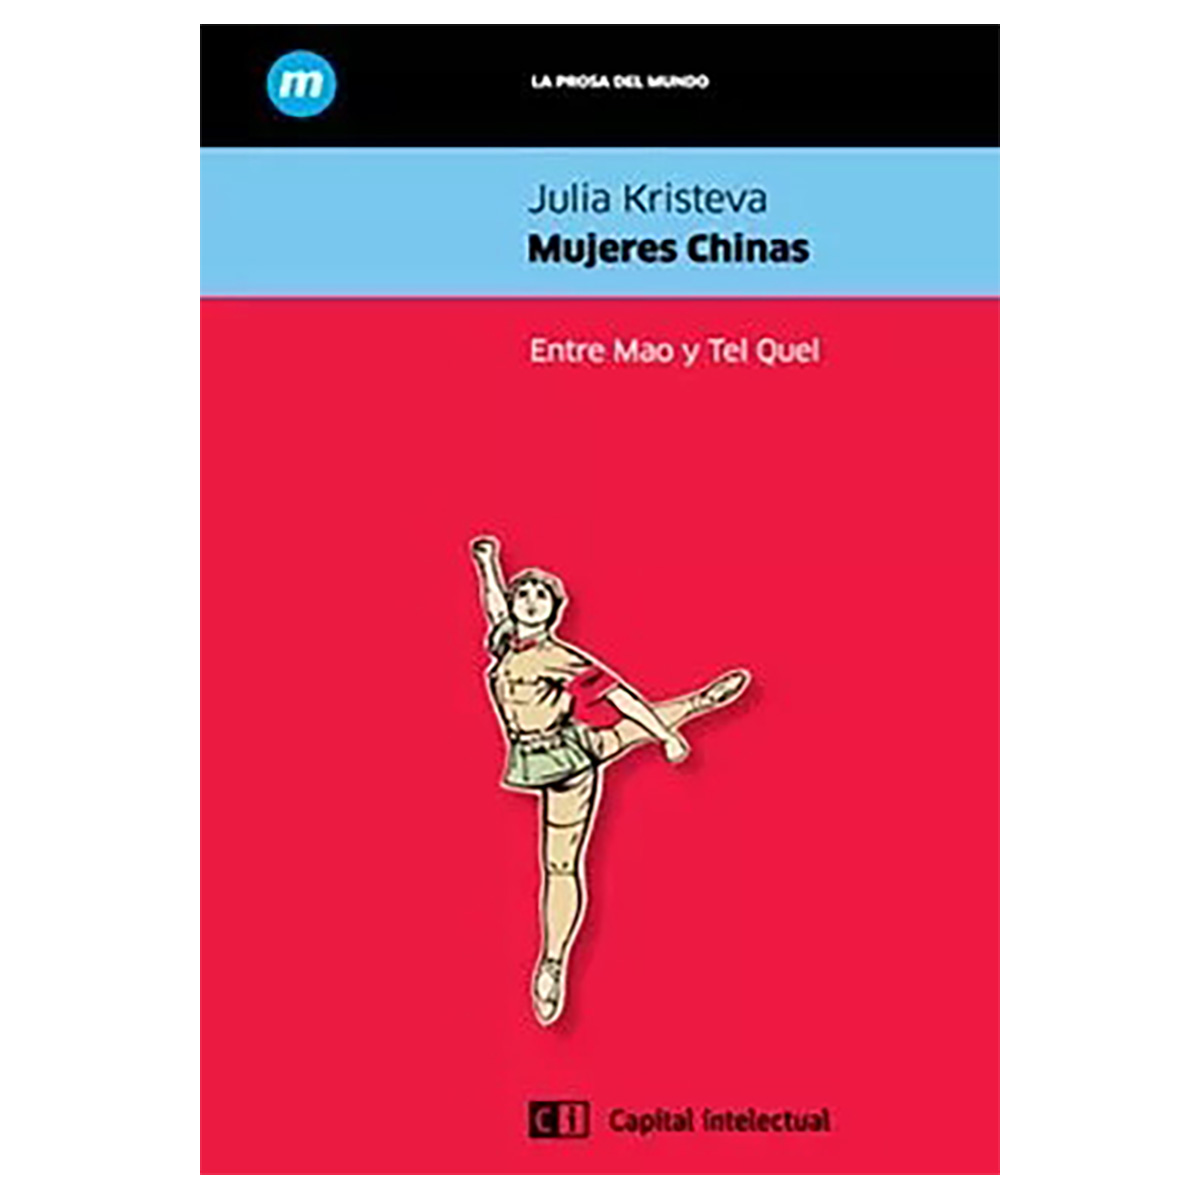 m
LA PROSA DEL MUNDO
Julia Kristeva
Mujeres Chinas
Entre Mao y Tel Quel
Ci Capital intelectual